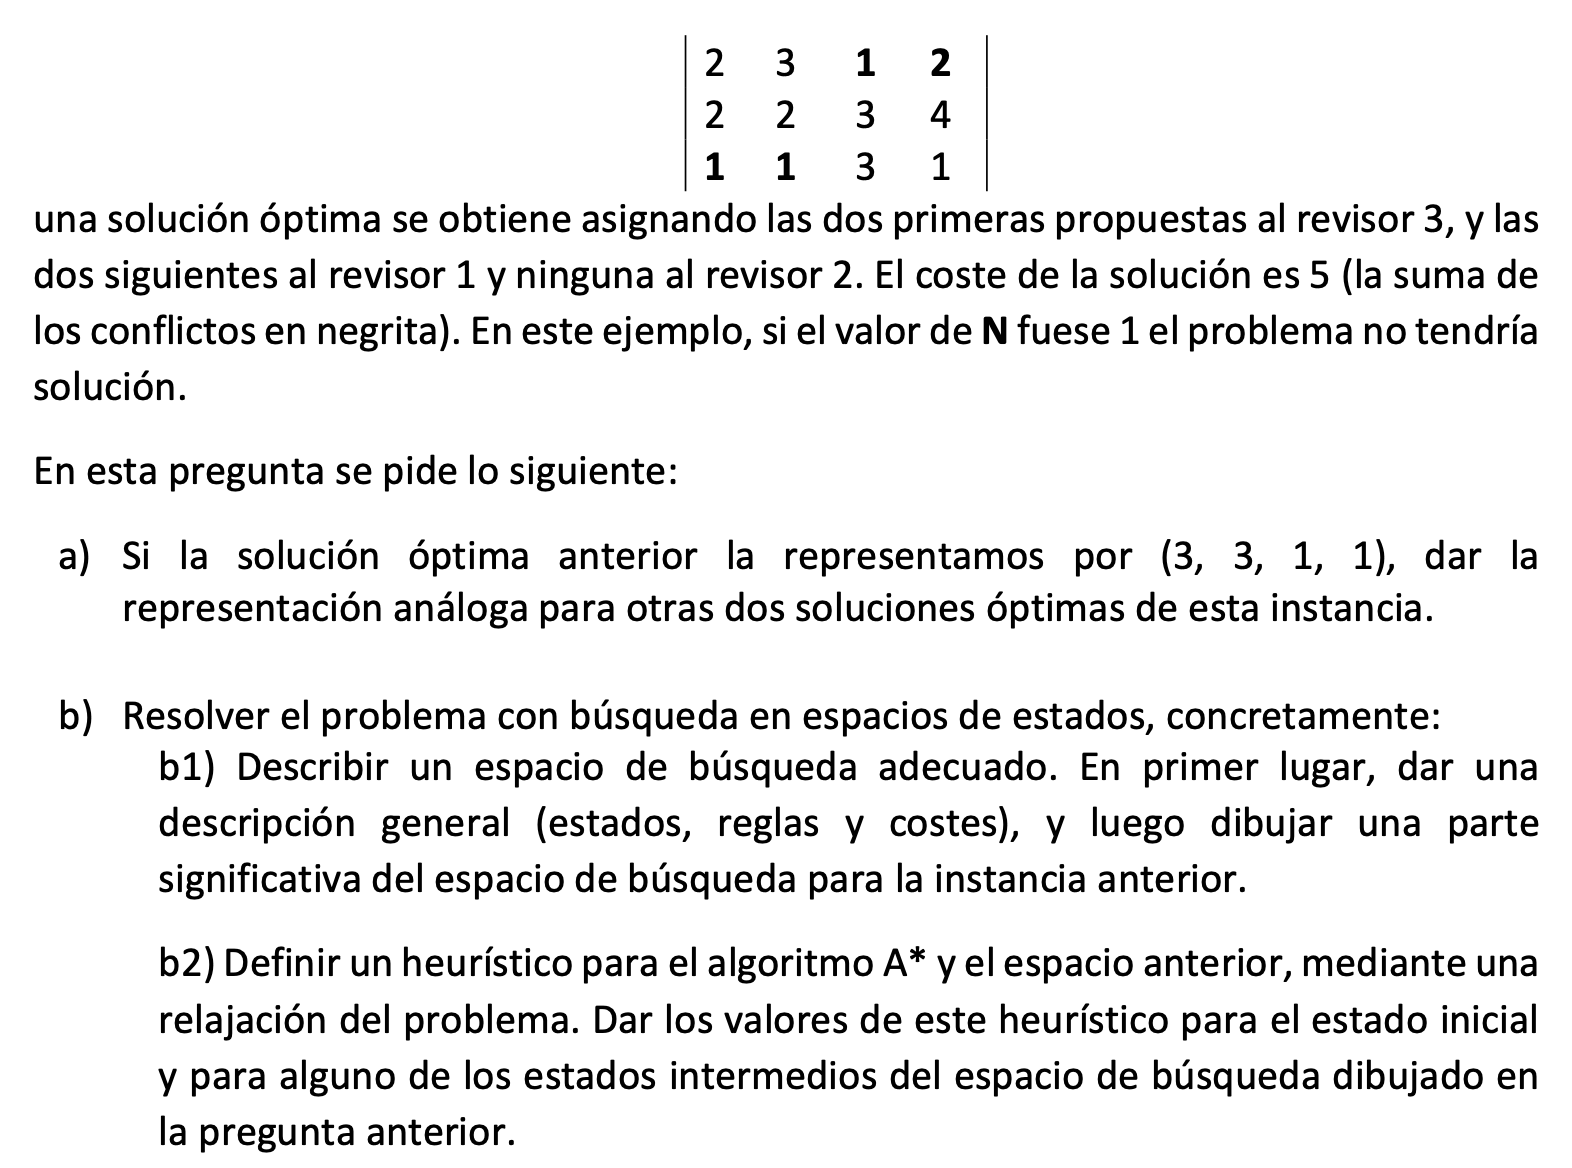 2 3 1 2
2 2 3 4
1 1 3 1
una solución óptima se obtiene asignando las dos primeras propuestas al revisor 3, y las
dos siguientes al revisor 1 y ninguna al revisor 2. El coste de la solución es 5 (la suma de
los conflictos en negrita). En este ejemplo, si el valor de N fuese 1 el problema no tendría
solución.
En esta pregunta se pide lo siguiente:
a) Si la solución óptima anterior la representamos por (3, 3, 1, 1), dar la
representación análoga para otras dos soluciones óptimas de esta instancia.
b) Resolver el problema con búsqueda en espacios de estados, concretamente:
b1) Describir un espacio de búsqueda adecuado. En primer lugar, dar una
descripción general (estados, reglas y costes), y luego dibujar una parte
significativa del espacio de búsqueda para la instancia anterior.
b2) Definir un heurístico para el algoritmo A* y el espacio anterior, mediante una
relajación del problema. Dar los valores de este heurístico para el estado inicial
y para alguno de los estados intermedios del espacio de búsqueda dibujado en
la pregunta anterior.